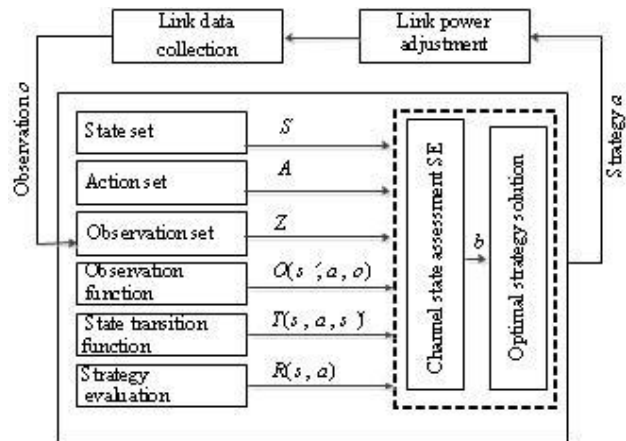 Link data
collection
Link power
adjustment
Observation o
Strategy a
State set
S
Action set
A
Observation set
Z
Observation
function
O(s´, a, o)
State transition
function
T(s, a, s`)
Strategy
evaluation
R(s, a)
Channel state assessment SE
b
Optimal strategy solution